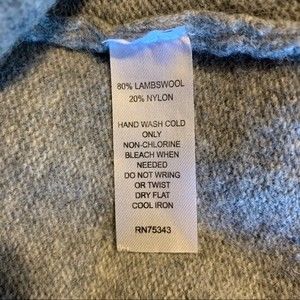 80% LAMBSWOOL
20% NYLON
HAND WASH COLD
ONLY
NON-CHLORINE
BLEACH WHEN
NEEDED
DO NOT WRING
OR TWIST
DRY FLAT
COOL IRON
RN75343